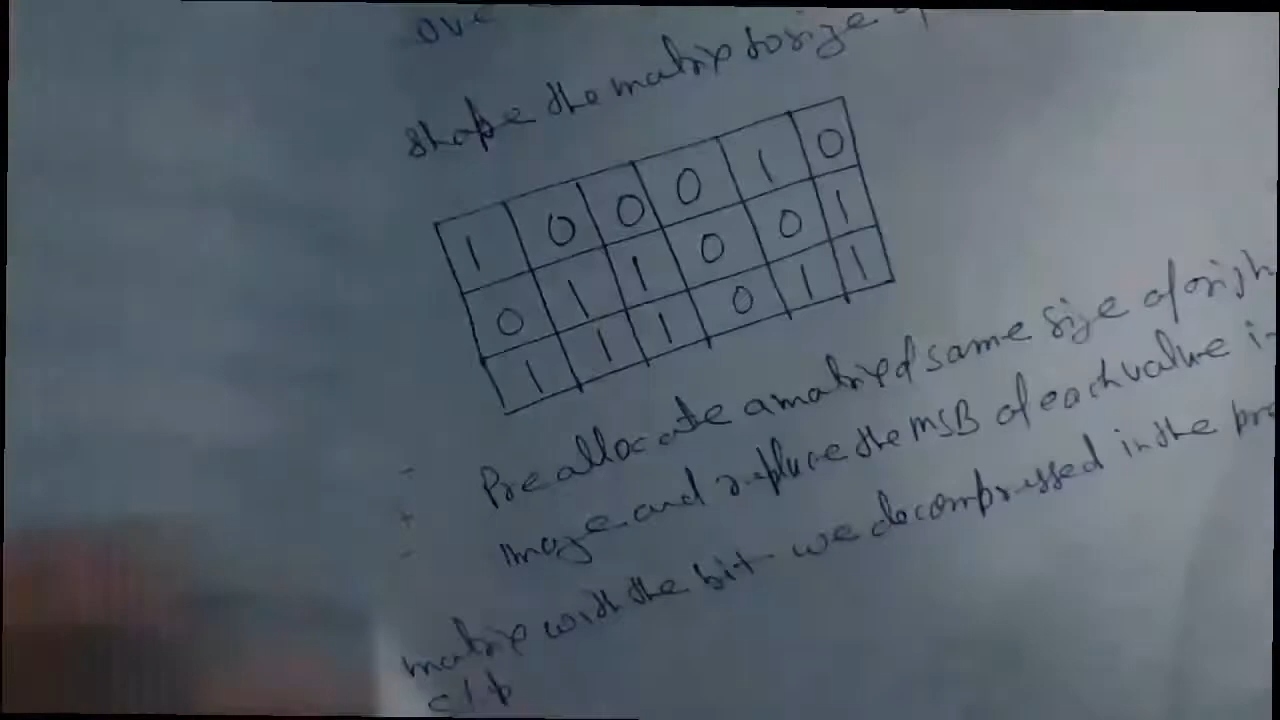 shape the matrix to size
1 0 0 0 1 0
0 1 1 0 0 1
1 1 1 0 1 1
Pre allocate a matrix of same size of
image and replace the MSB of each value
matrix with the bit we decompressed in the